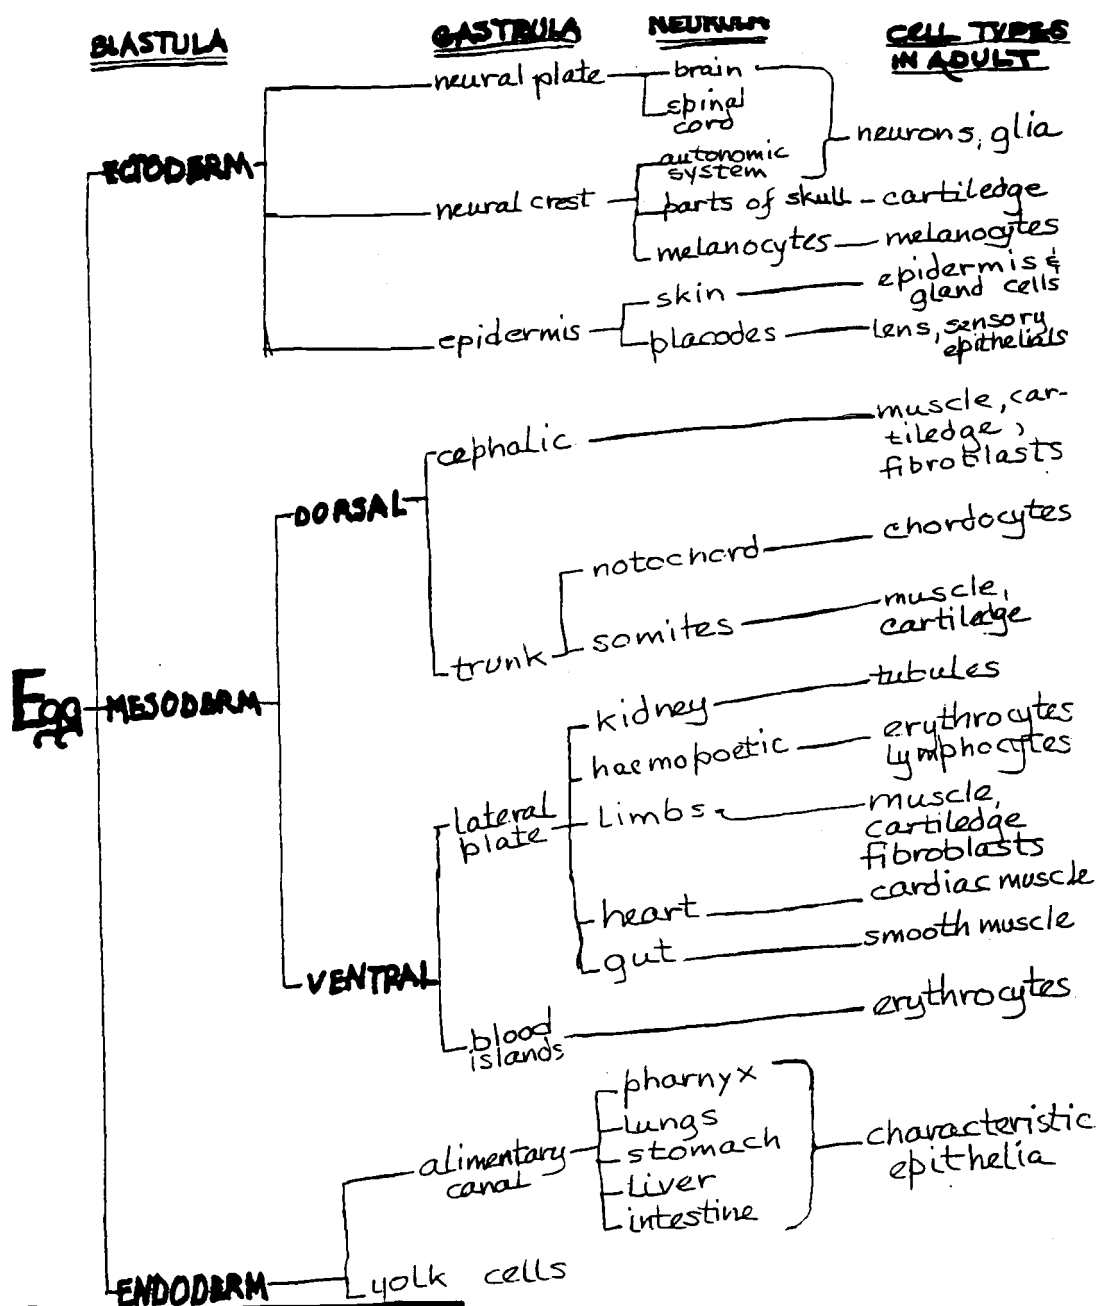 BLASTULA GASTRULA NEURULA CELL TYPES
IN ADULT
neural plate brain
spinal
cord
neurons, glia
ECTODERM
autonomic
system
neural crest parts of skull - cartiledge
melanocytes melanocytes
skin epidermis &
gland cells
epidermis placodes lens, sensory
epithelials
cephalic muscle, car-
tiledge,
fibroblasts
DORSAL
notochord chordocytes
trunk somites muscle,
cartiledge
Egg MESODERM
kidney tubules
haemopoetic erythrocytes
lymphocytes
lateral
plate
Limbs muscle,
cartiledge
fibroblasts
heart cardiac muscle
gut smooth muscle
VENTRAL
blood
islands
erythrocytes
pharnyx
lungs
alimentary
canal
stomach
characteristic
epithelia
liver
intestine
ENDODERM yolk cells